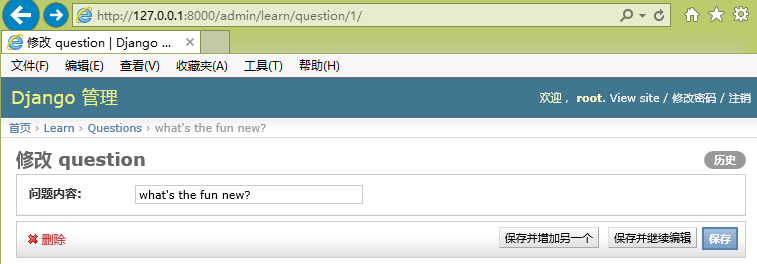 http://127.0.0.1:8000/admin/learn/question/1/
修改 question | Django ...
文件(F) 编辑(E) 查看(V) 收藏夹(A) 工具(T) 帮助(H)
Django 管理 欢迎， root. View site / 修改密码 / 注销
首页 › Learn › Questions › what's the fun new?
修改 question 历史
问题内容: what's the fun new?
删除 保存并增加另一个 保存并继续编辑 保存